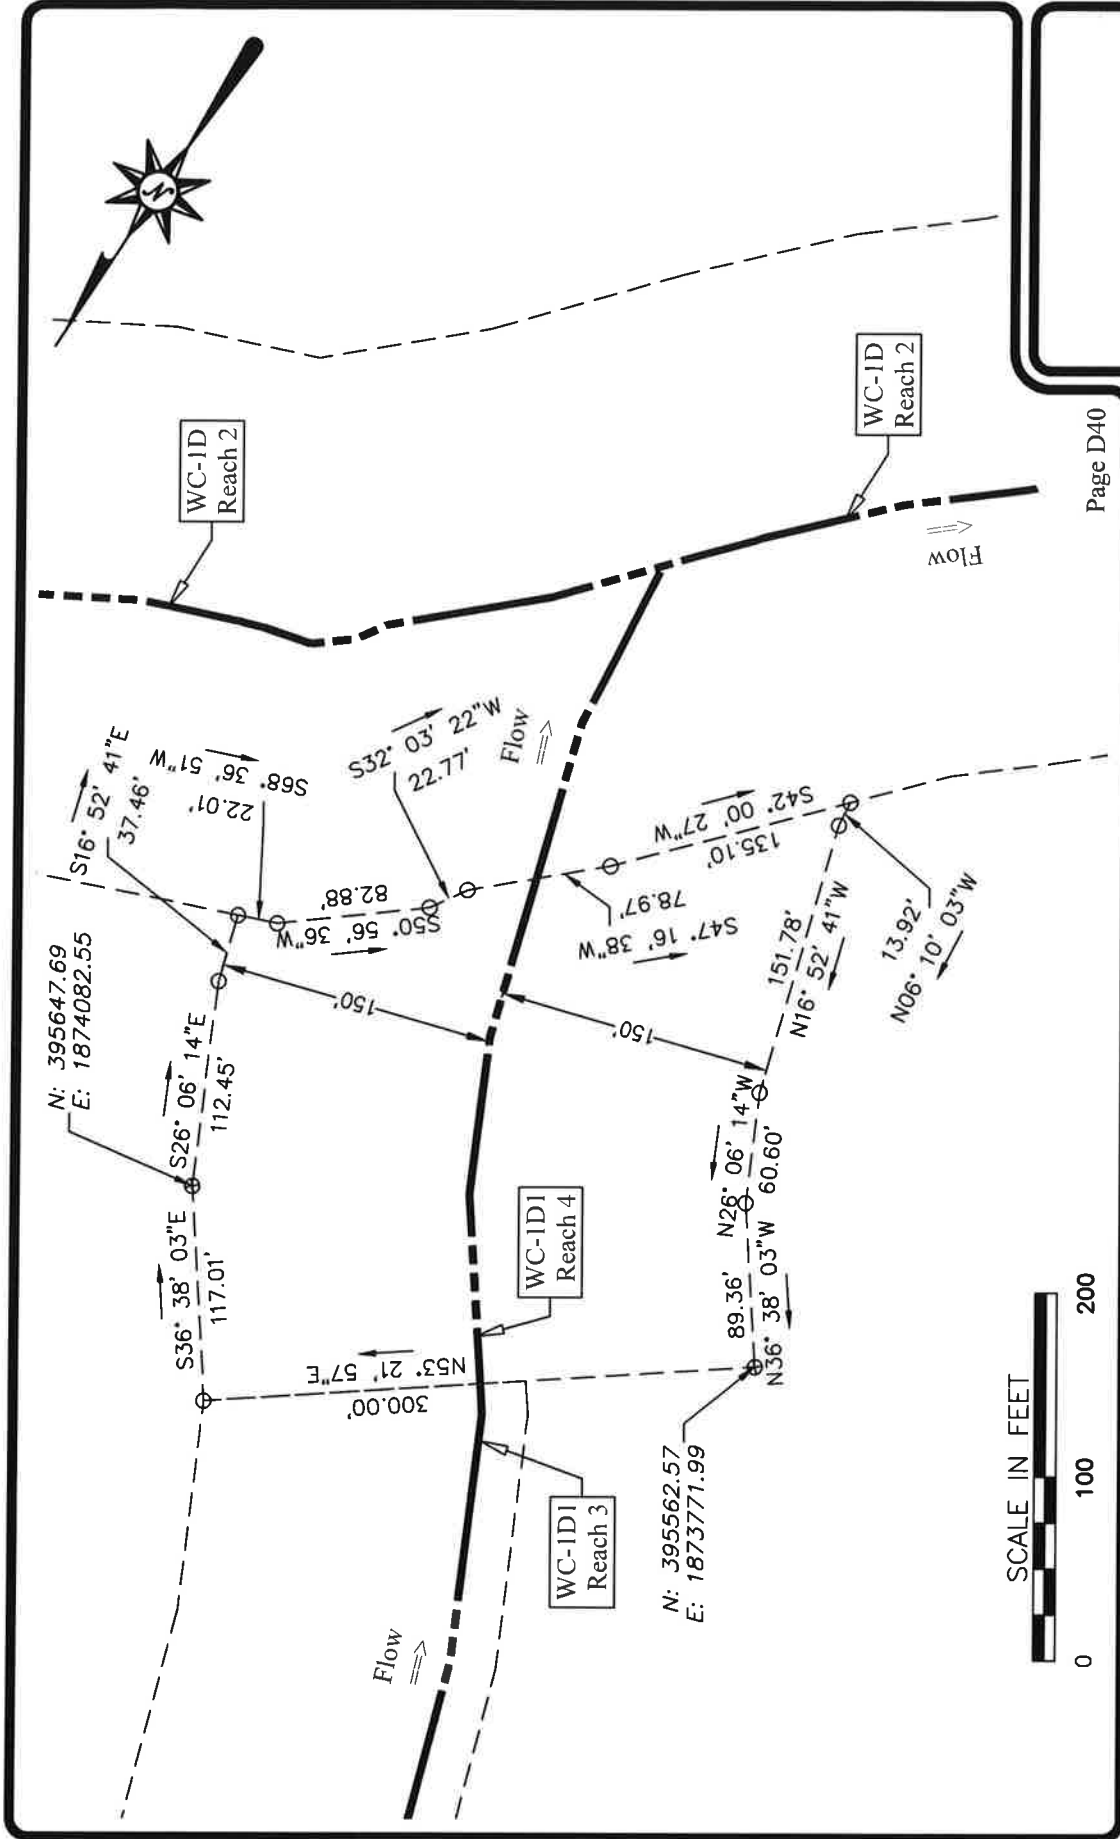 N
WC-1D
Reach 2
WC-1D
Reach 2
Page D40
Flow
S16° 52' 41"E
37.46'
S68° 36' 51"W
22.01'
S32° 03' 22"W
22.77'
Flow
N: 395647.69
E: 1874082.55
S50° 56' 36"W
82.88'
S47° 16' 38"W
78.97'
S42° 00' 27"W
135.10'
13.92'
N06° 10' 03"W
151.78'
N16° 52' 41"W
150'
150'
S26° 06' 14"E
112.45'
S36° 38' 03"E
117.01'
N26° 06' 14"W
60.60'
89.36'
N36° 38' 03"W
N53° 21' 57"E
300.00'
WC-1D1
Reach 4
WC-1D1
Reach 3
N: 395562.57
E: 1873771.99
Flow
SCALE IN FEET
0 100 200